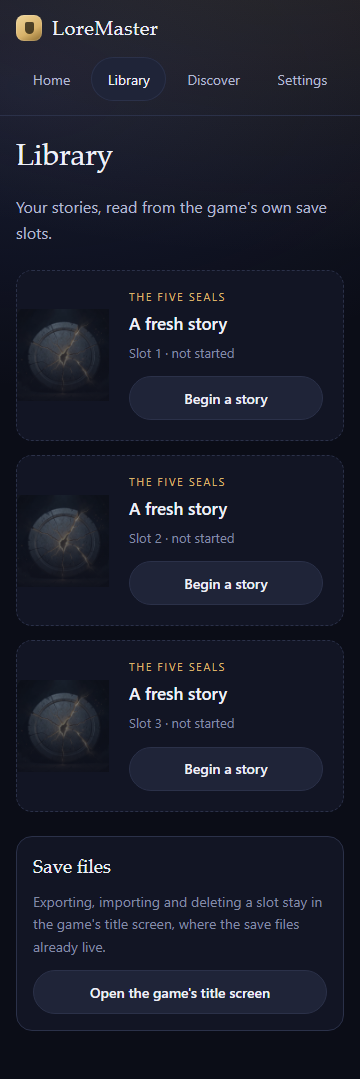 LoreMaster
Home Library Discover Settings
Library
Your stories, read from the game's own save
slots.
THE FIVE SEALS
A fresh story
Slot 1 · not started
Begin a story
THE FIVE SEALS
A fresh story
Slot 2 · not started
Begin a story
THE FIVE SEALS
A fresh story
Slot 3 · not started
Begin a story
Save files
Exporting, importing and deleting a slot stay in
the game's title screen, where the save files
already live.
Open the game's title screen